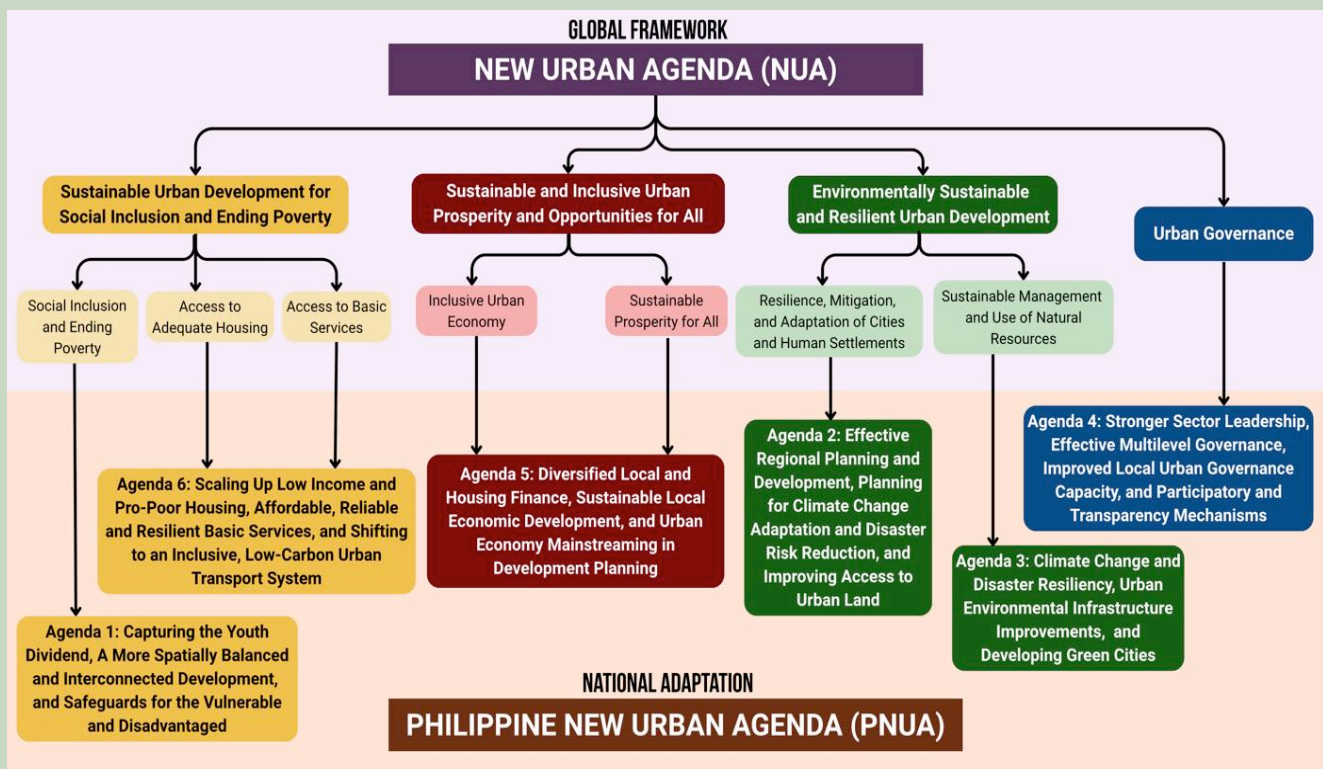 GLOBAL FRAMEWORK
NEW URBAN AGENDA (NUA)
Sustainable Urban Development for
Social Inclusion and Ending Poverty
Sustainable and Inclusive Urban
Prosperity and Opportunities for All
Environmentally Sustainable
and Resilient Urban Development
Urban Governance
Social Inclusion
and Ending
Poverty
Access to
Adequate Housing
Access to Basic
Services
Inclusive Urban
Economy
Sustainable
Prosperity for All
Resilience, Mitigation,
and Adaptation of Cities
and Human Settlements
Sustainable Management
and Use of Natural
Resources
Agenda 6: Scaling Up Low Income and
Pro-Poor Housing, Affordable, Reliable
and Resilient Basic Services, and Shifting
to an Inclusive, Low-Carbon Urban
Transport System
Agenda 5: Diversified Local and
Housing Finance, Sustainable Local
Economic Development, and Urban
Economy Mainstreaming in
Development Planning
Agenda 2: Effective
Regional Planning and
Development, Planning
for Climate Change
Adaptation and Disaster
Risk Reduction, and
Improving Access to
Urban Land
Agenda 4: Stronger Sector Leadership,
Effective Multilevel Governance,
Improved Local Urban Governance
Capacity, and Participatory and
Transparency Mechanisms
Agenda 3: Climate Change and
Disaster Resiliency, Urban
Environmental Infrastructure
Improvements, and
Developing Green Cities
Agenda 1: Capturing the Youth
Dividend, A More Spatially Balanced
and Interconnected Development,
and Safeguards for the Vulnerable
and Disadvantaged
NATIONAL ADAPTATION
PHILIPPINE NEW URBAN AGENDA (PNUA)